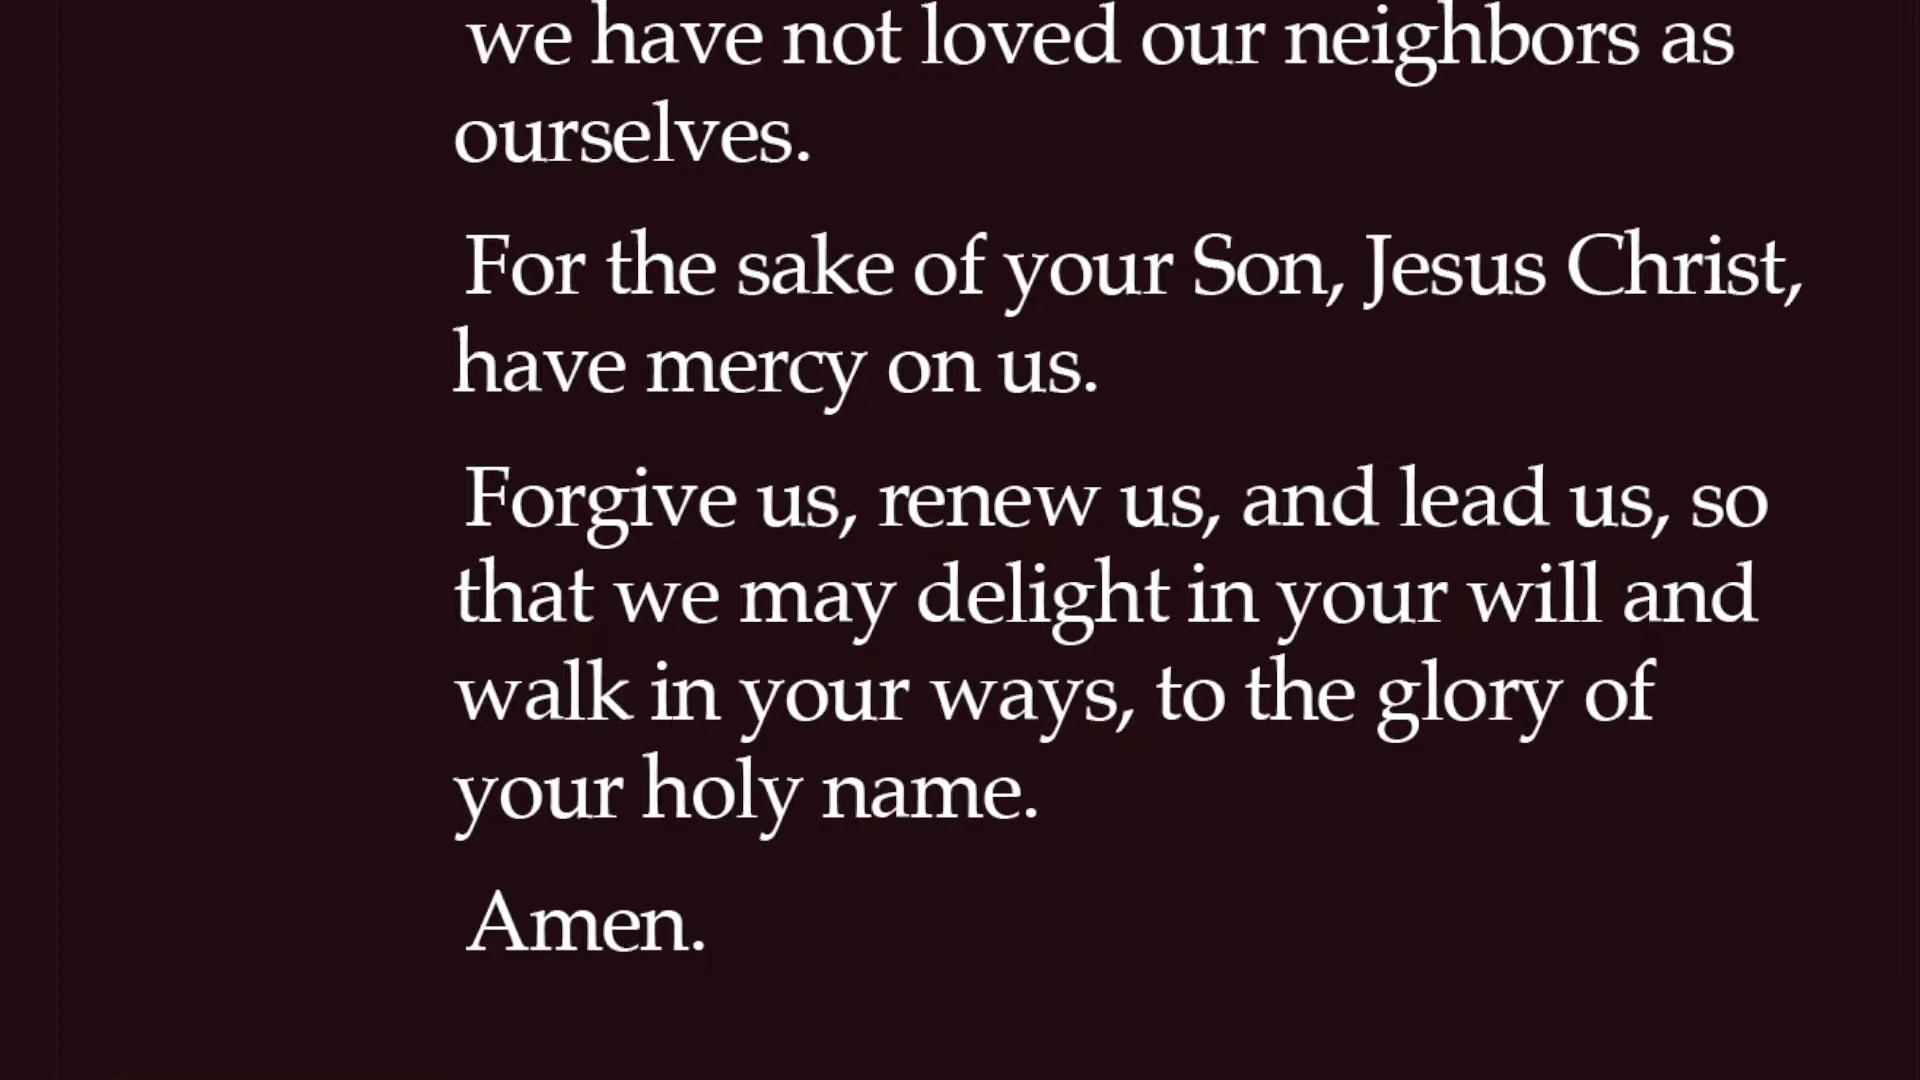 we have not loved our neighbors as
ourselves.
For the sake of your Son, Jesus Christ,
have mercy on us.
Forgive us, renew us, and lead us, so
that we may delight in your will and
walk in your ways, to the glory of
your holy name.
Amen.